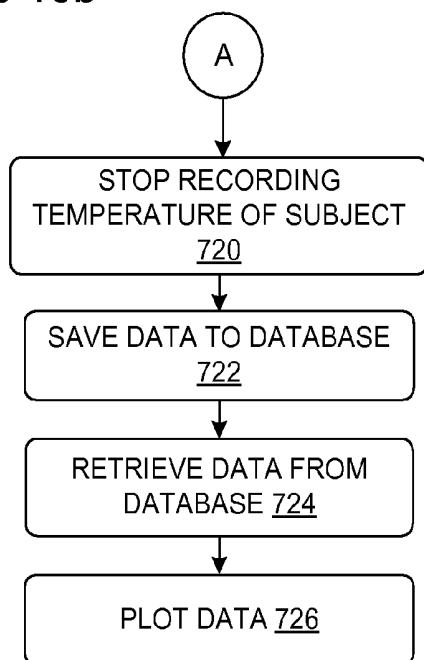 A
STOP RECORDING
TEMPERATURE OF SUBJECT
720
SAVE DATA TO DATABASE
722
RETRIEVE DATA FROM
DATABASE 724
PLOT DATA 726